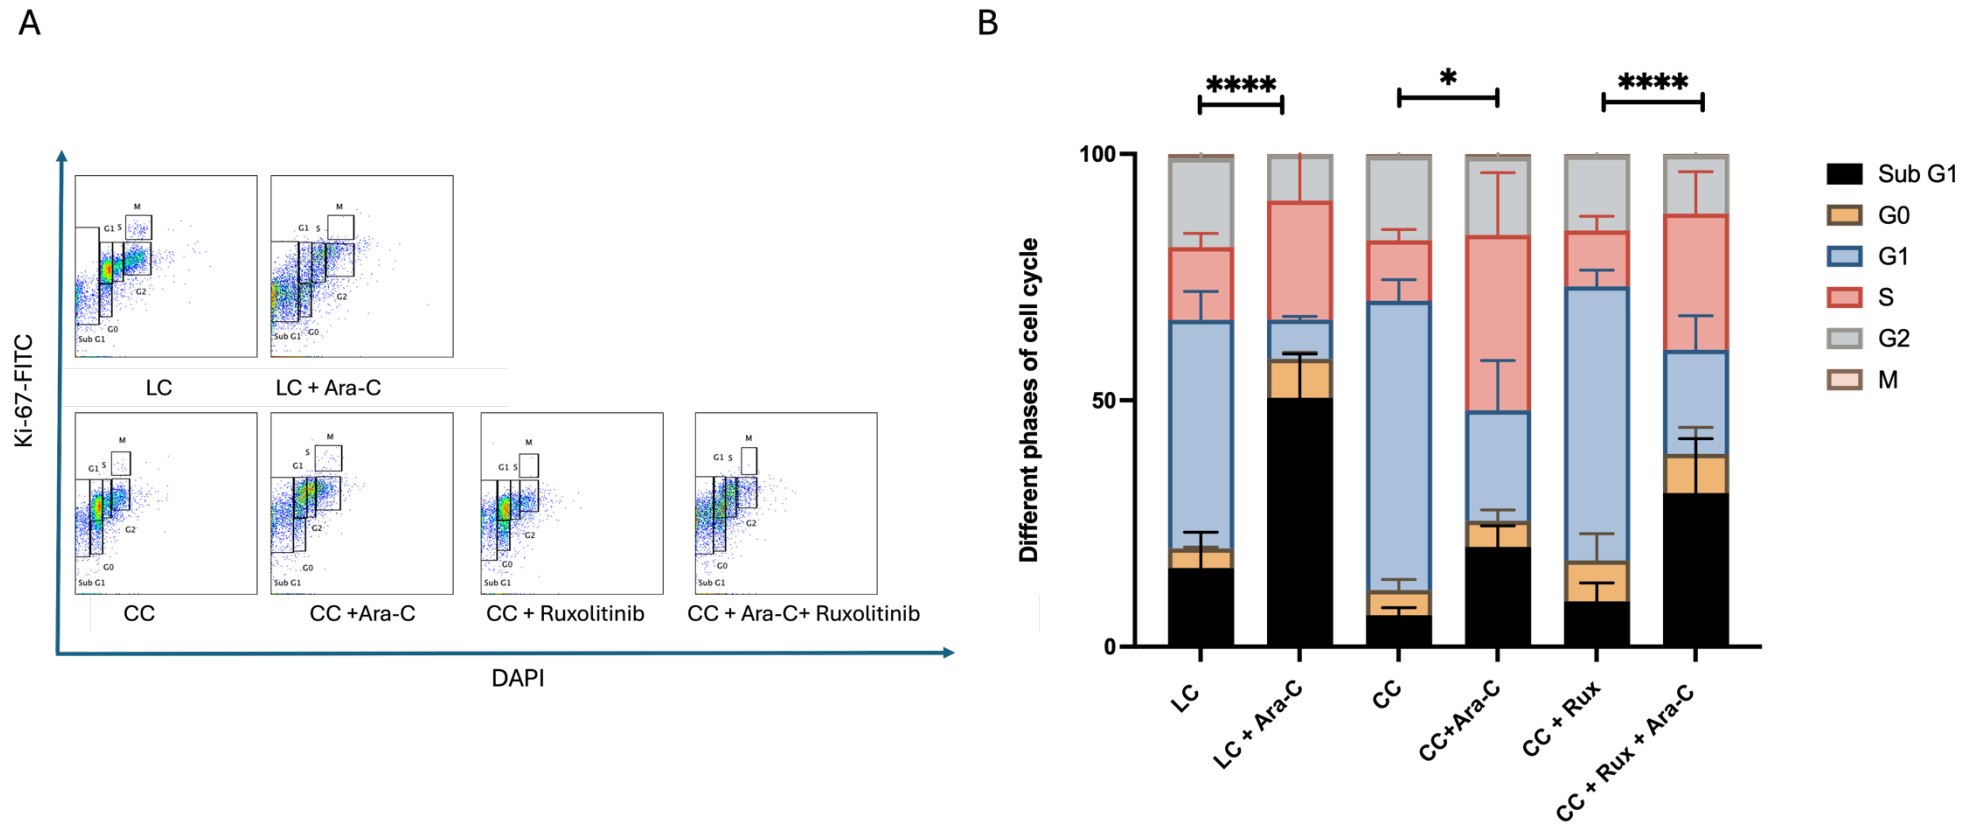 A
B
Ki-67-FITC
M
G1 S
G2
G0
Sub G1
LC
M
G1 S
G2
G0
Sub G1
LC + Ara-C
M
G1 S
G2
G0
Sub G1
CC
M
G1 S
G2
G0
Sub G1
CC +Ara-C
M
G1 S
G2
G0
Sub G1
CC + Ruxolitinib
M
G1 S
G2
G0
Sub G1
CC + Ara-C+ Ruxolitinib
DAPI
**** * ****
Different phases of cell cycle
100
50
0
LC
LC + Ara-C
CC
CC+Ara-C
CC + Rux
CC + Rux + Ara-C
Sub G1
G0
G1
S
G2
M